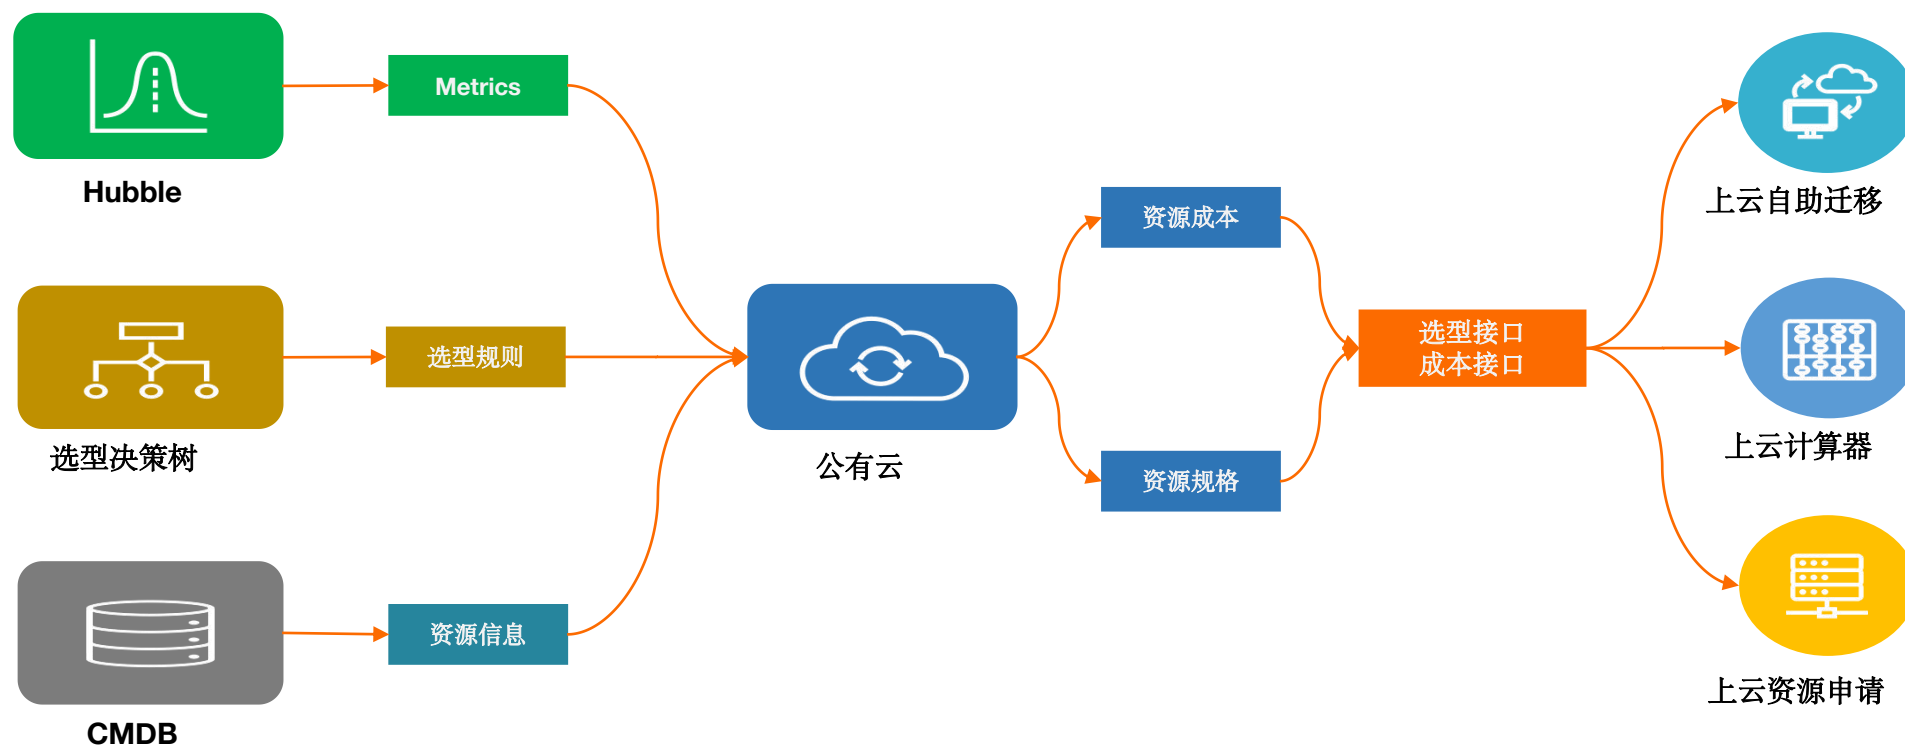 Hubble
Metrics
选型决策树
选型规则
CMDB
资源信息
公有云
资源成本
资源规格
选型接口
成本接口
上云自助迁移
上云计算器
上云资源申请